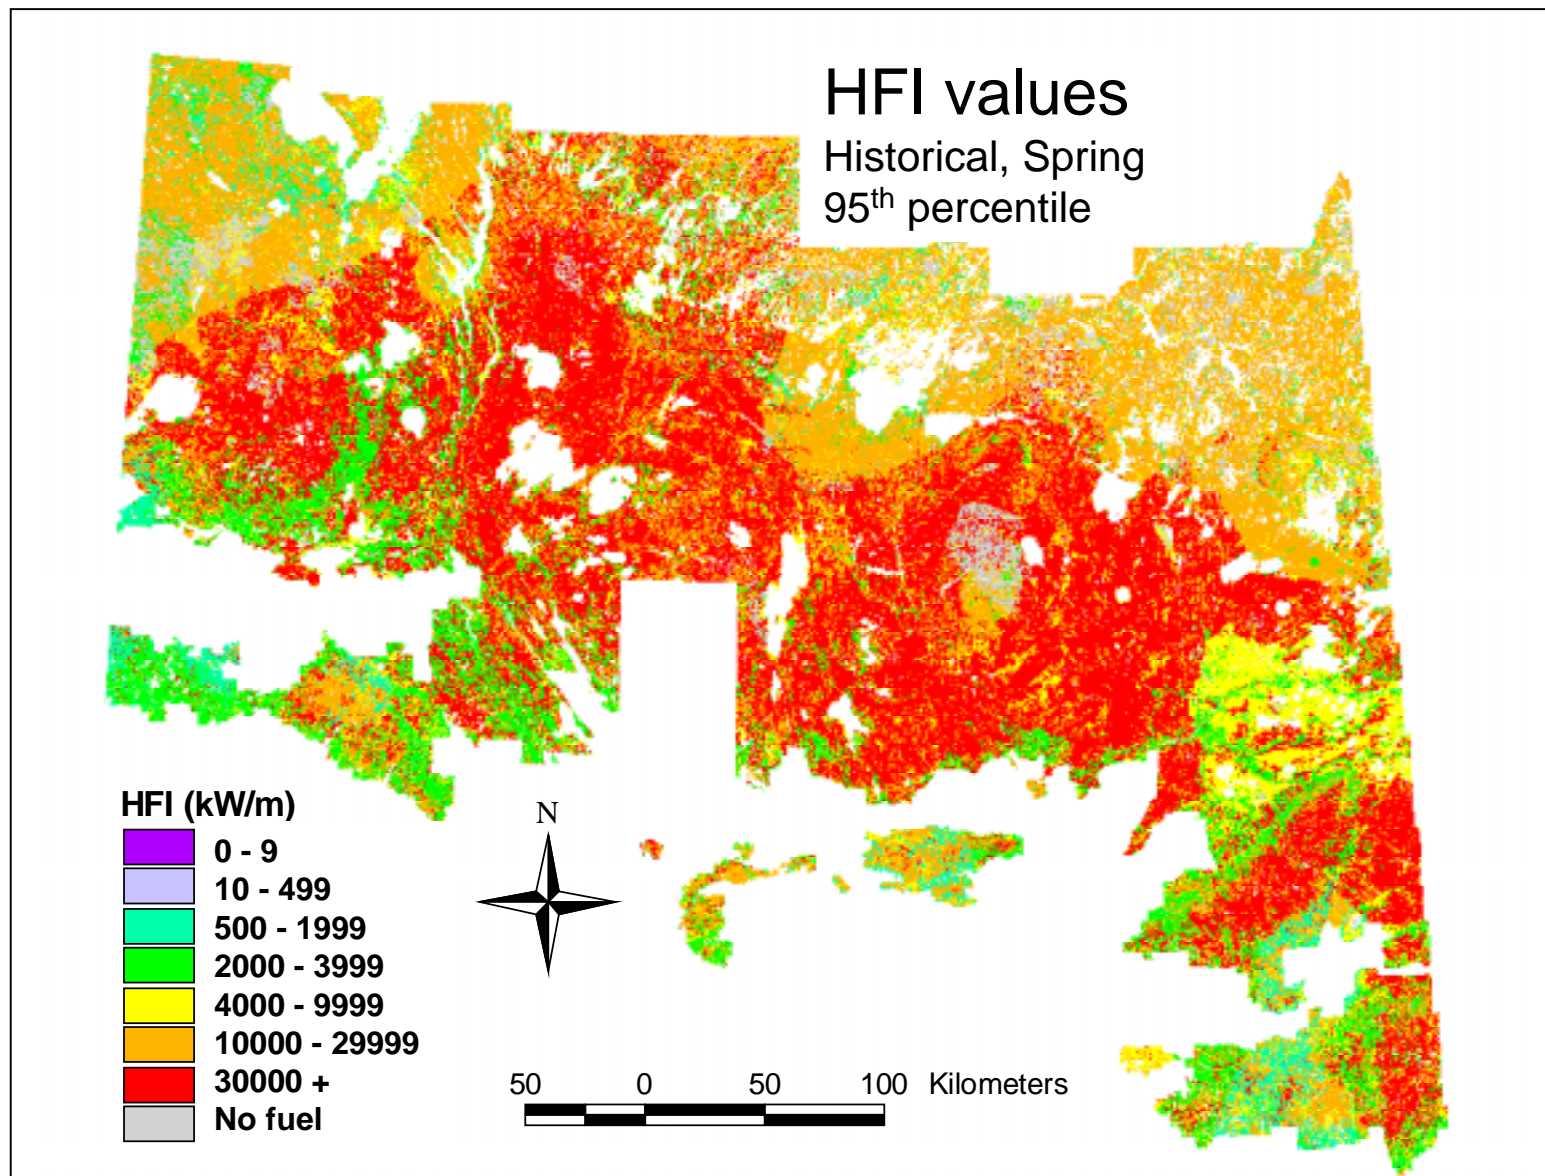 HFI values
Historical, Spring
95th percentile
HFI (kW/m)
0 - 9
10 - 499
500 - 1999
2000 - 3999
4000 - 9999
10000 - 29999
30000 +
No fuel
N
50 0 50 100 Kilometers